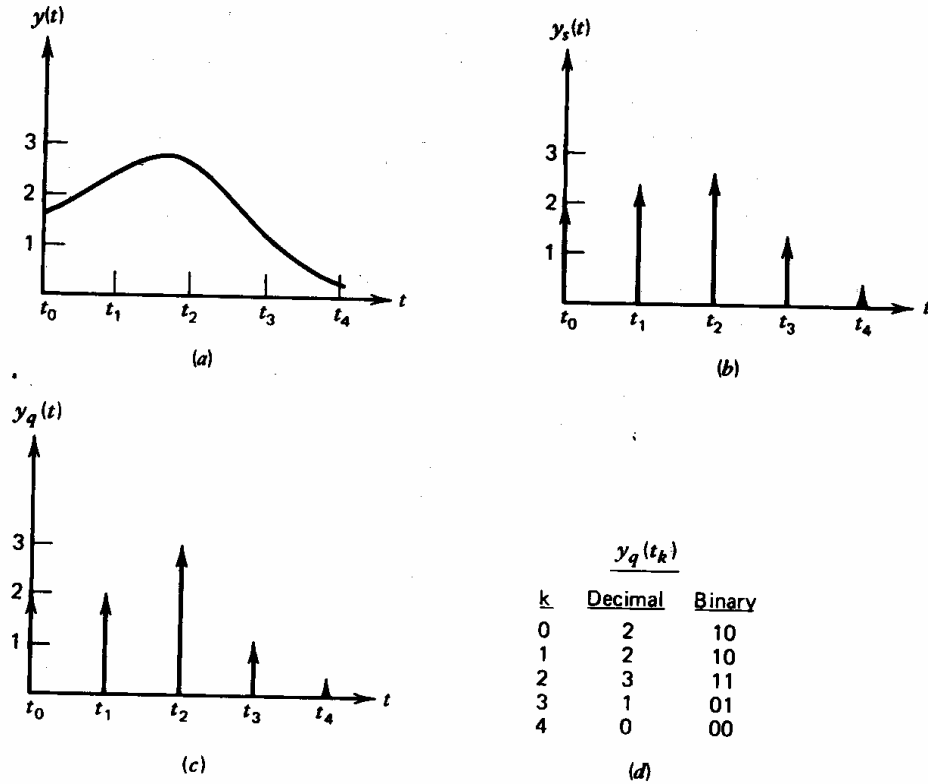 y(t)
3
2
1
t₀ t₁ t₂ t₃ t₄ t
(a)
yₛ(t)
3
2
1
t₀ t₁ t₂ t₃ t₄ t
(b)
y_q(t)
3
2
1
t₀ t₁ t₂ t₃ t₄ t
(c)
y_q(tₖ)
k Decimal Binary
0 2 10
1 2 10
2 3 11
3 1 01
4 0 00
(d)